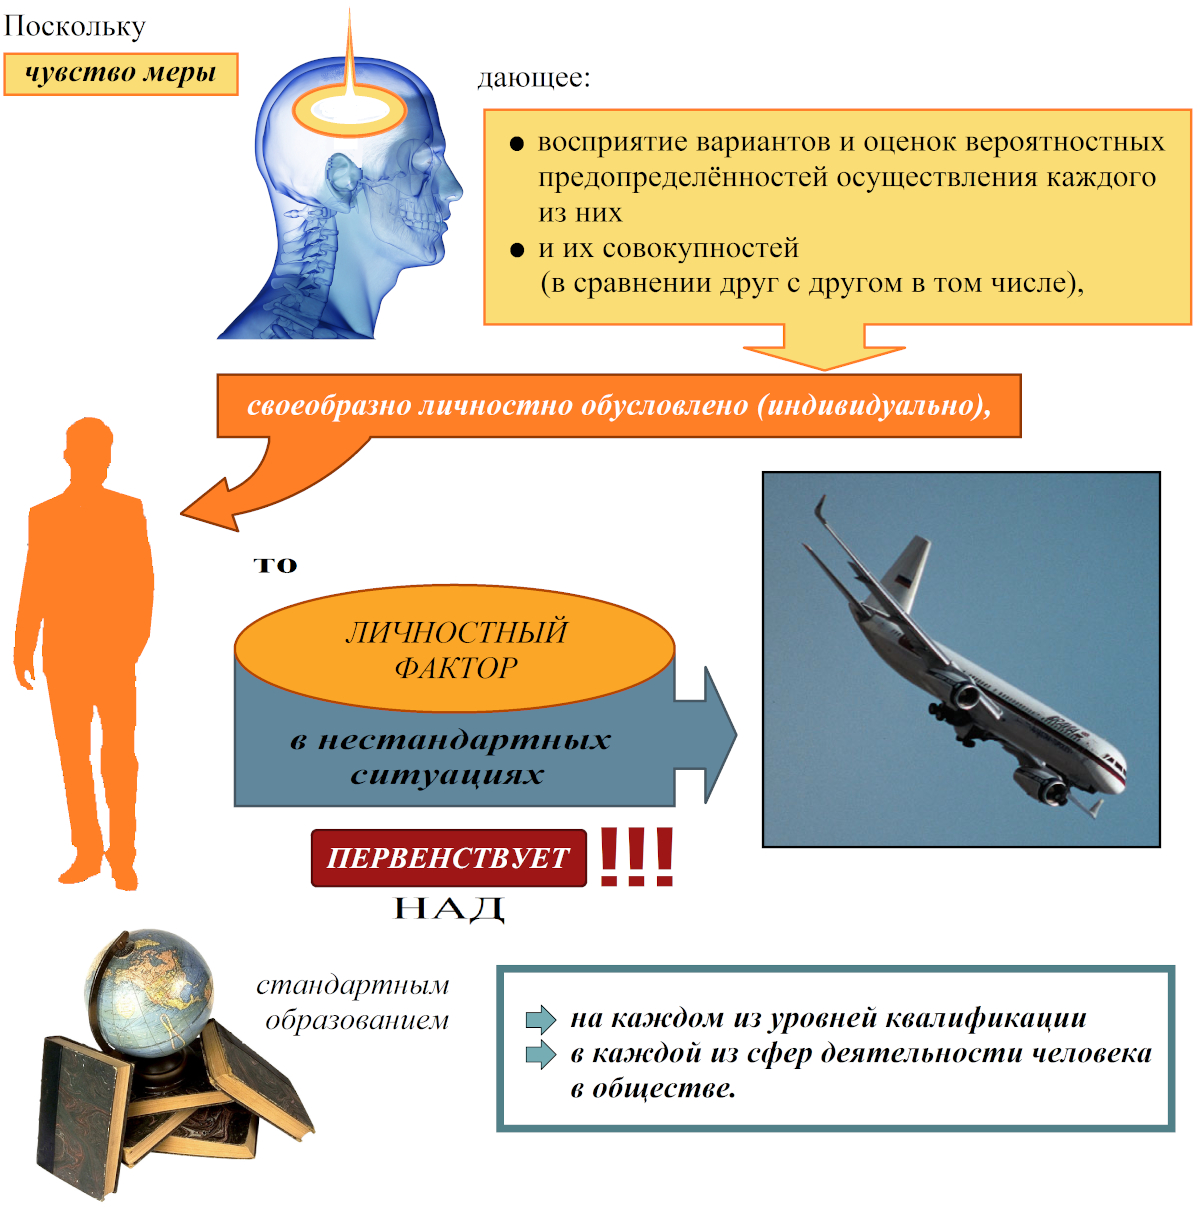 Поскольку
чувство меры
дающее:
● восприятие вариантов и оценок вероятностных
предопределённостей осуществления каждого
из них
● и их совокупностей
(в сравнении друг с другом в том числе),
своеобразно личностно обусловлено (индивидуально),
то
ЛИЧНОСТНЫЙ
ФАКТОР
в нестандартных
ситуациях
ПЕРВЕНСТВУЕТ !!!
НАД
стандартным
образованием
на каждом из уровней квалификации
в каждой из сфер деятельности человека
в обществе.